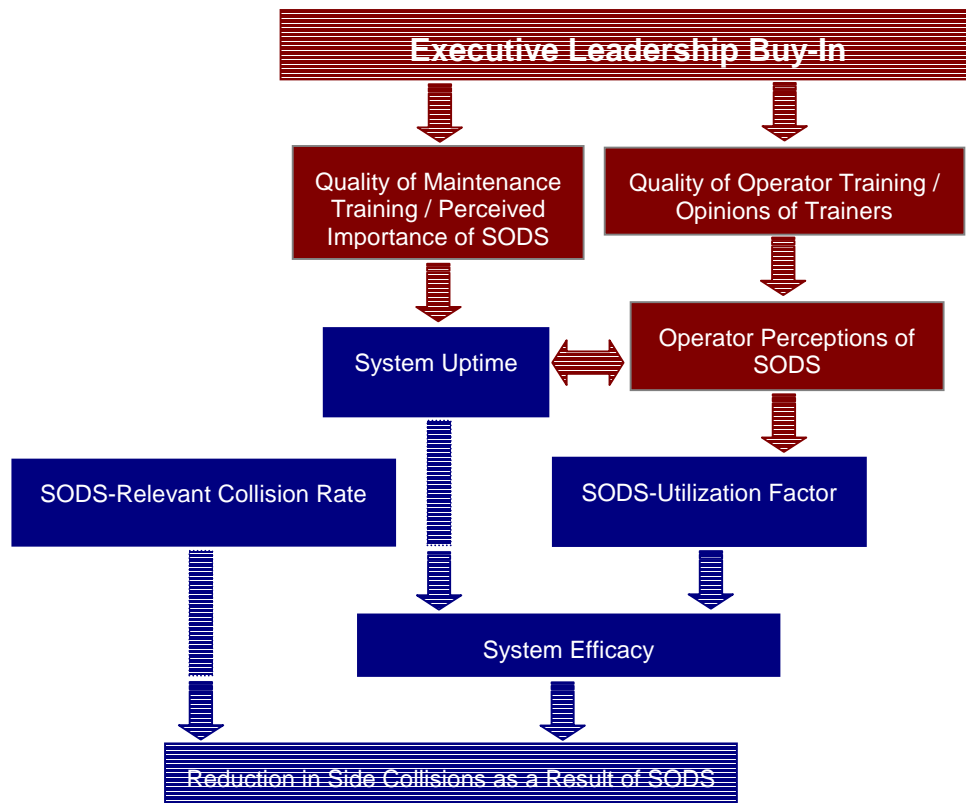 Executive Leadership Buy-In
Quality of Maintenance
Training / Perceived
Importance of SODS
Quality of Operator Training /
Opinions of Trainers
System Uptime
Operator Perceptions of
SODS
SODS-Relevant Collision Rate
SODS-Utilization Factor
System Efficacy
Reduction in Side Collisions as a Result of SODS